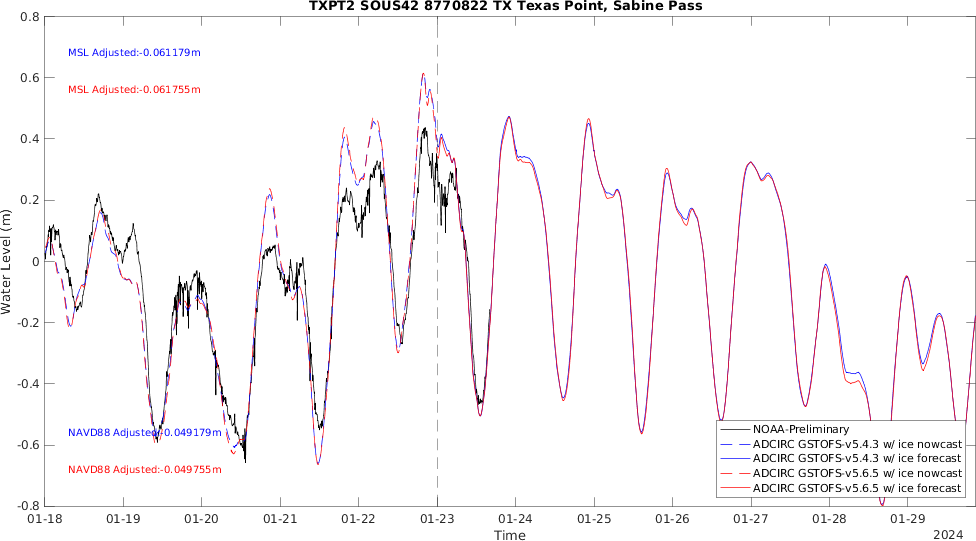 TXPT2 SOUS42 8770822 TX Texas Point, Sabine Pass
0.8
0.6
0.4
0.2
0
-0.2
-0.4
-0.6
-0.8
Water Level (m)
MSL Adjusted:-0.061179m
MSL Adjusted:-0.061755m
NAVD88 Adjusted:-0.049179m
NAVD88 Adjusted:-0.049755m
NOAA-Preliminary
ADCIRC GSTOFS-v5.4.3 w/ ice nowcast
ADCIRC GSTOFS-v5.4.3 w/ ice forecast
ADCIRC GSTOFS-v5.6.5 w/ ice nowcast
ADCIRC GSTOFS-v5.6.5 w/ ice forecast
01-18 01-19 01-20 01-21 01-22 01-23 01-24 01-25 01-26 01-27 01-28 01-29
Time
2024